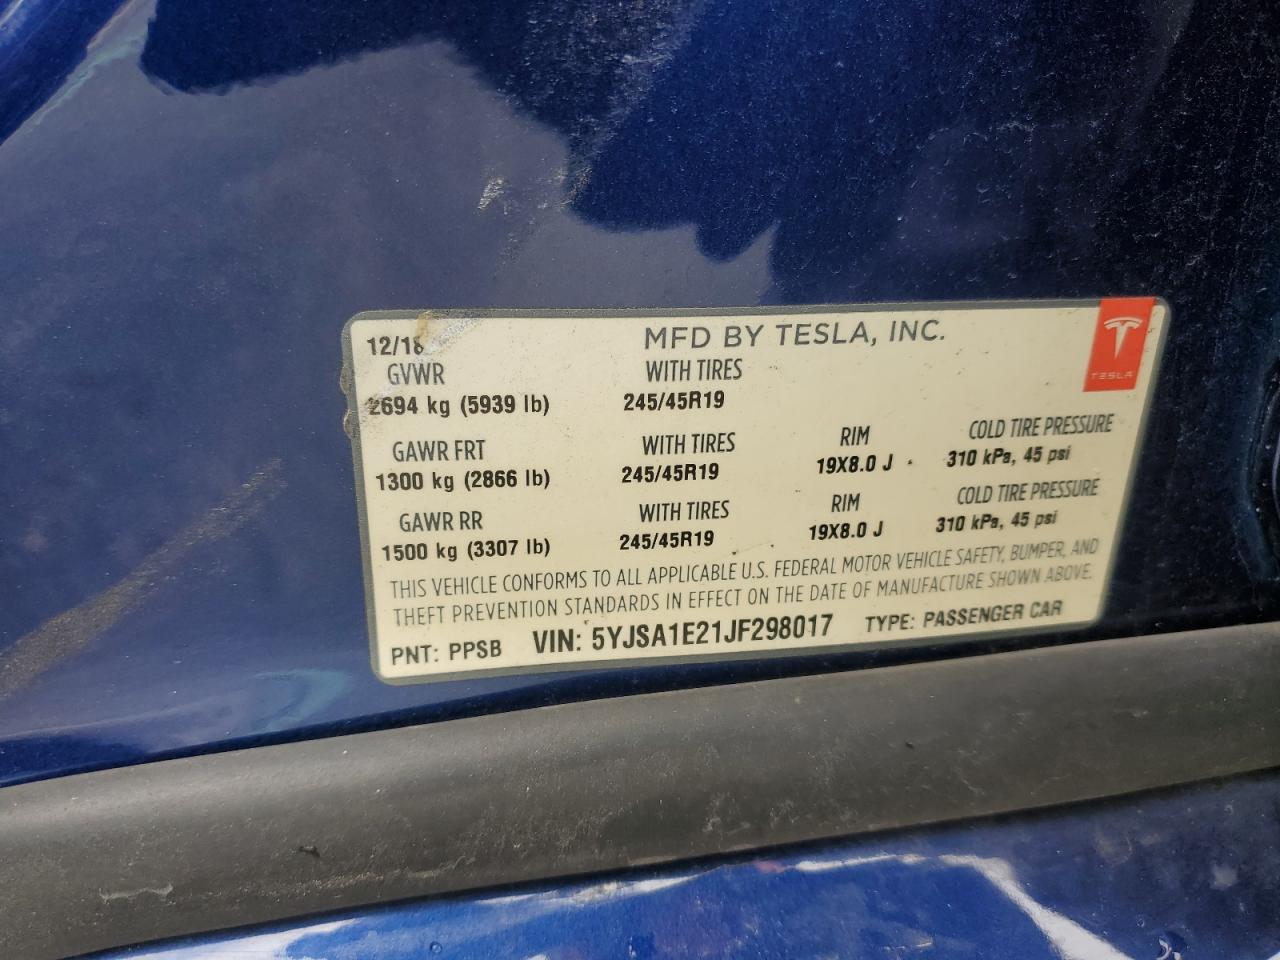 12/18 MFD BY TESLA, INC.
TESLA
GVWR WITH TIRES
2694 kg (5939 lb) 245/45R19
GAWR FRT WITH TIRES RIM COLD TIRE PRESSURE
1300 kg (2866 lb) 245/45R19 19X8.0 J 310 kPa, 45 psi
GAWR RR WITH TIRES RIM COLD TIRE PRESSURE
1500 kg (3307 lb) 245/45R19 19X8.0 J 310 kPa, 45 psi
THIS VEHICLE CONFORMS TO ALL APPLICABLE U.S. FEDERAL MOTOR VEHICLE SAFETY, BUMPER, AND
THEFT PREVENTION STANDARDS IN EFFECT ON THE DATE OF MANUFACTURE SHOWN ABOVE.
PNT: PPSB VIN: 5YJSA1E21JF298017 TYPE: PASSENGER CAR